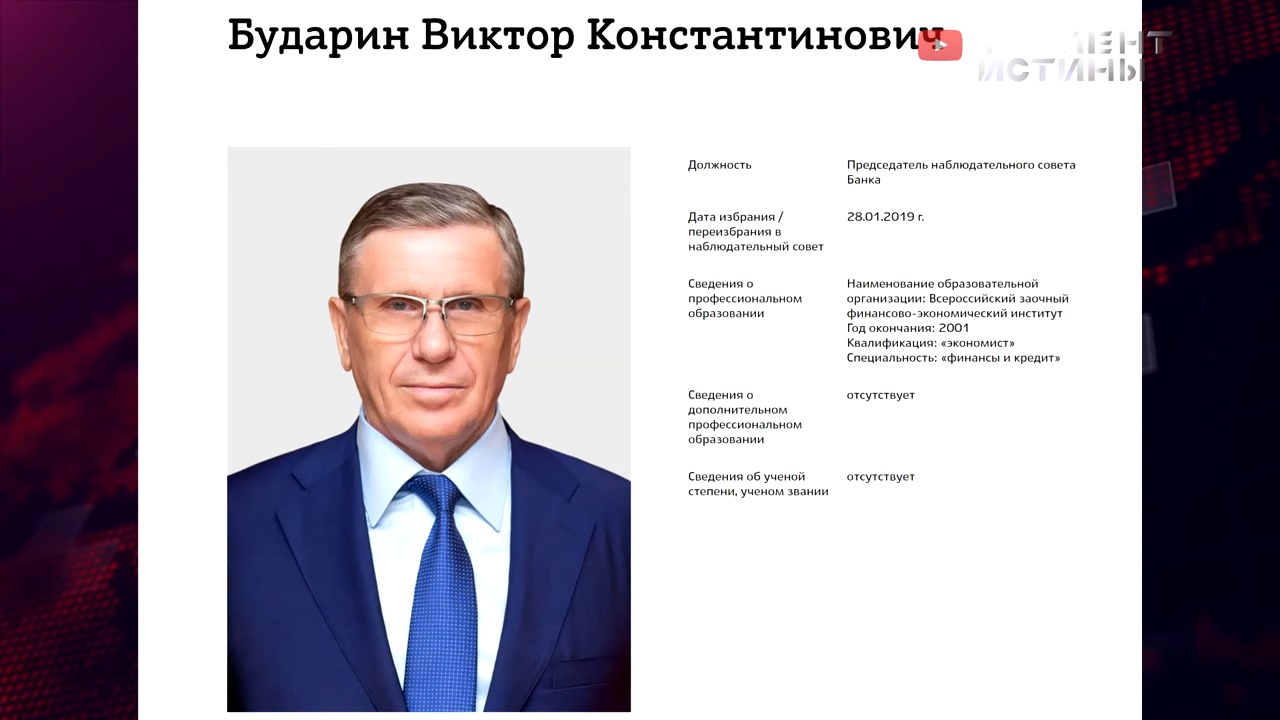 Бударин Виктор Константинович
ИСТИНЫ
Должность
Председатель наблюдательного совета
Банка
Дата избрания /
переизбрания в
наблюдательный совет
28.01.2019 г.
Сведения о
профессиональном
образовании
Наименование образовательной
организации: Всероссийский заочный
финансово-экономический институт
Год окончания: 2001
Квалификация: «экономист»
Специальность: «финансы и кредит»
Сведения о
дополнительном
профессиональном
образовании
отсутствует
Сведения об ученой
степени, ученом звании
отсутствует